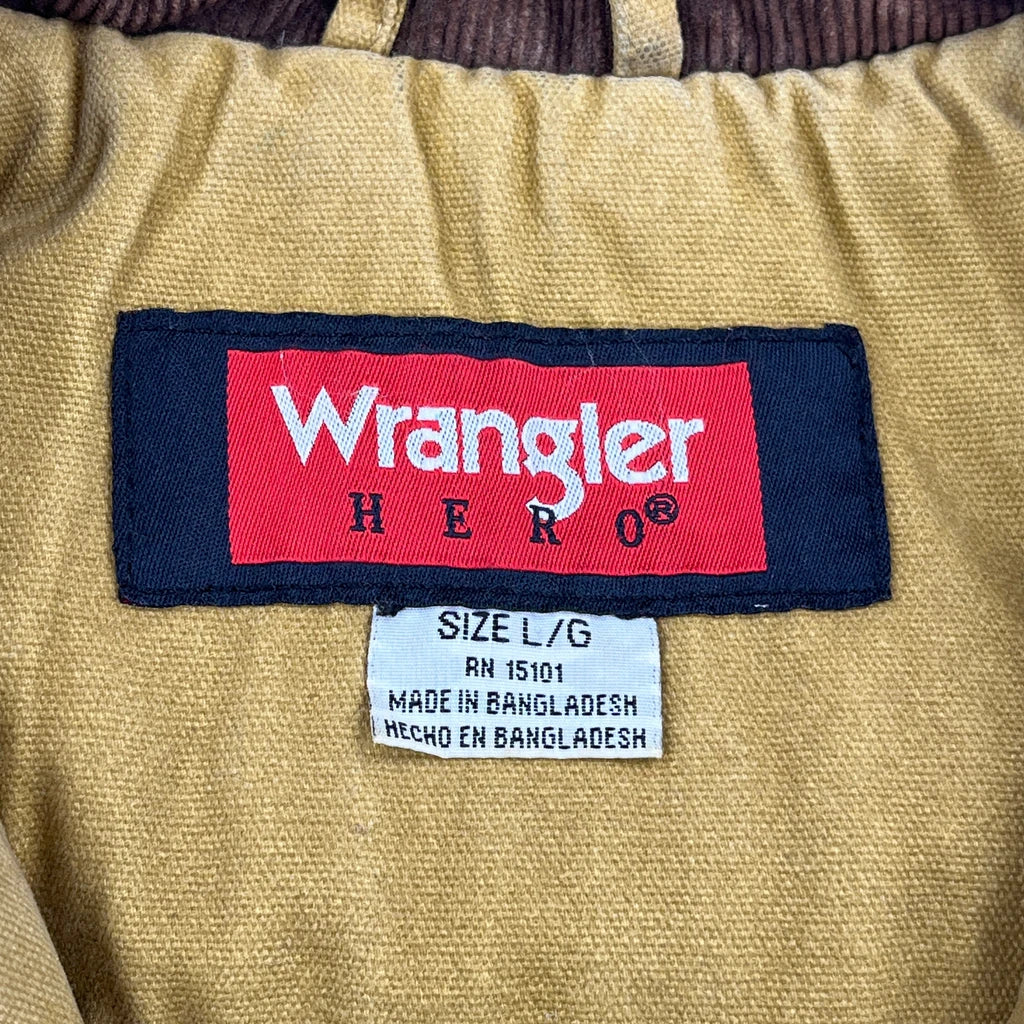 Wrangler
HERO®
SIZE L/G
RN 15101
MADE IN BANGLADESH
HECHO EN BANGLADESH